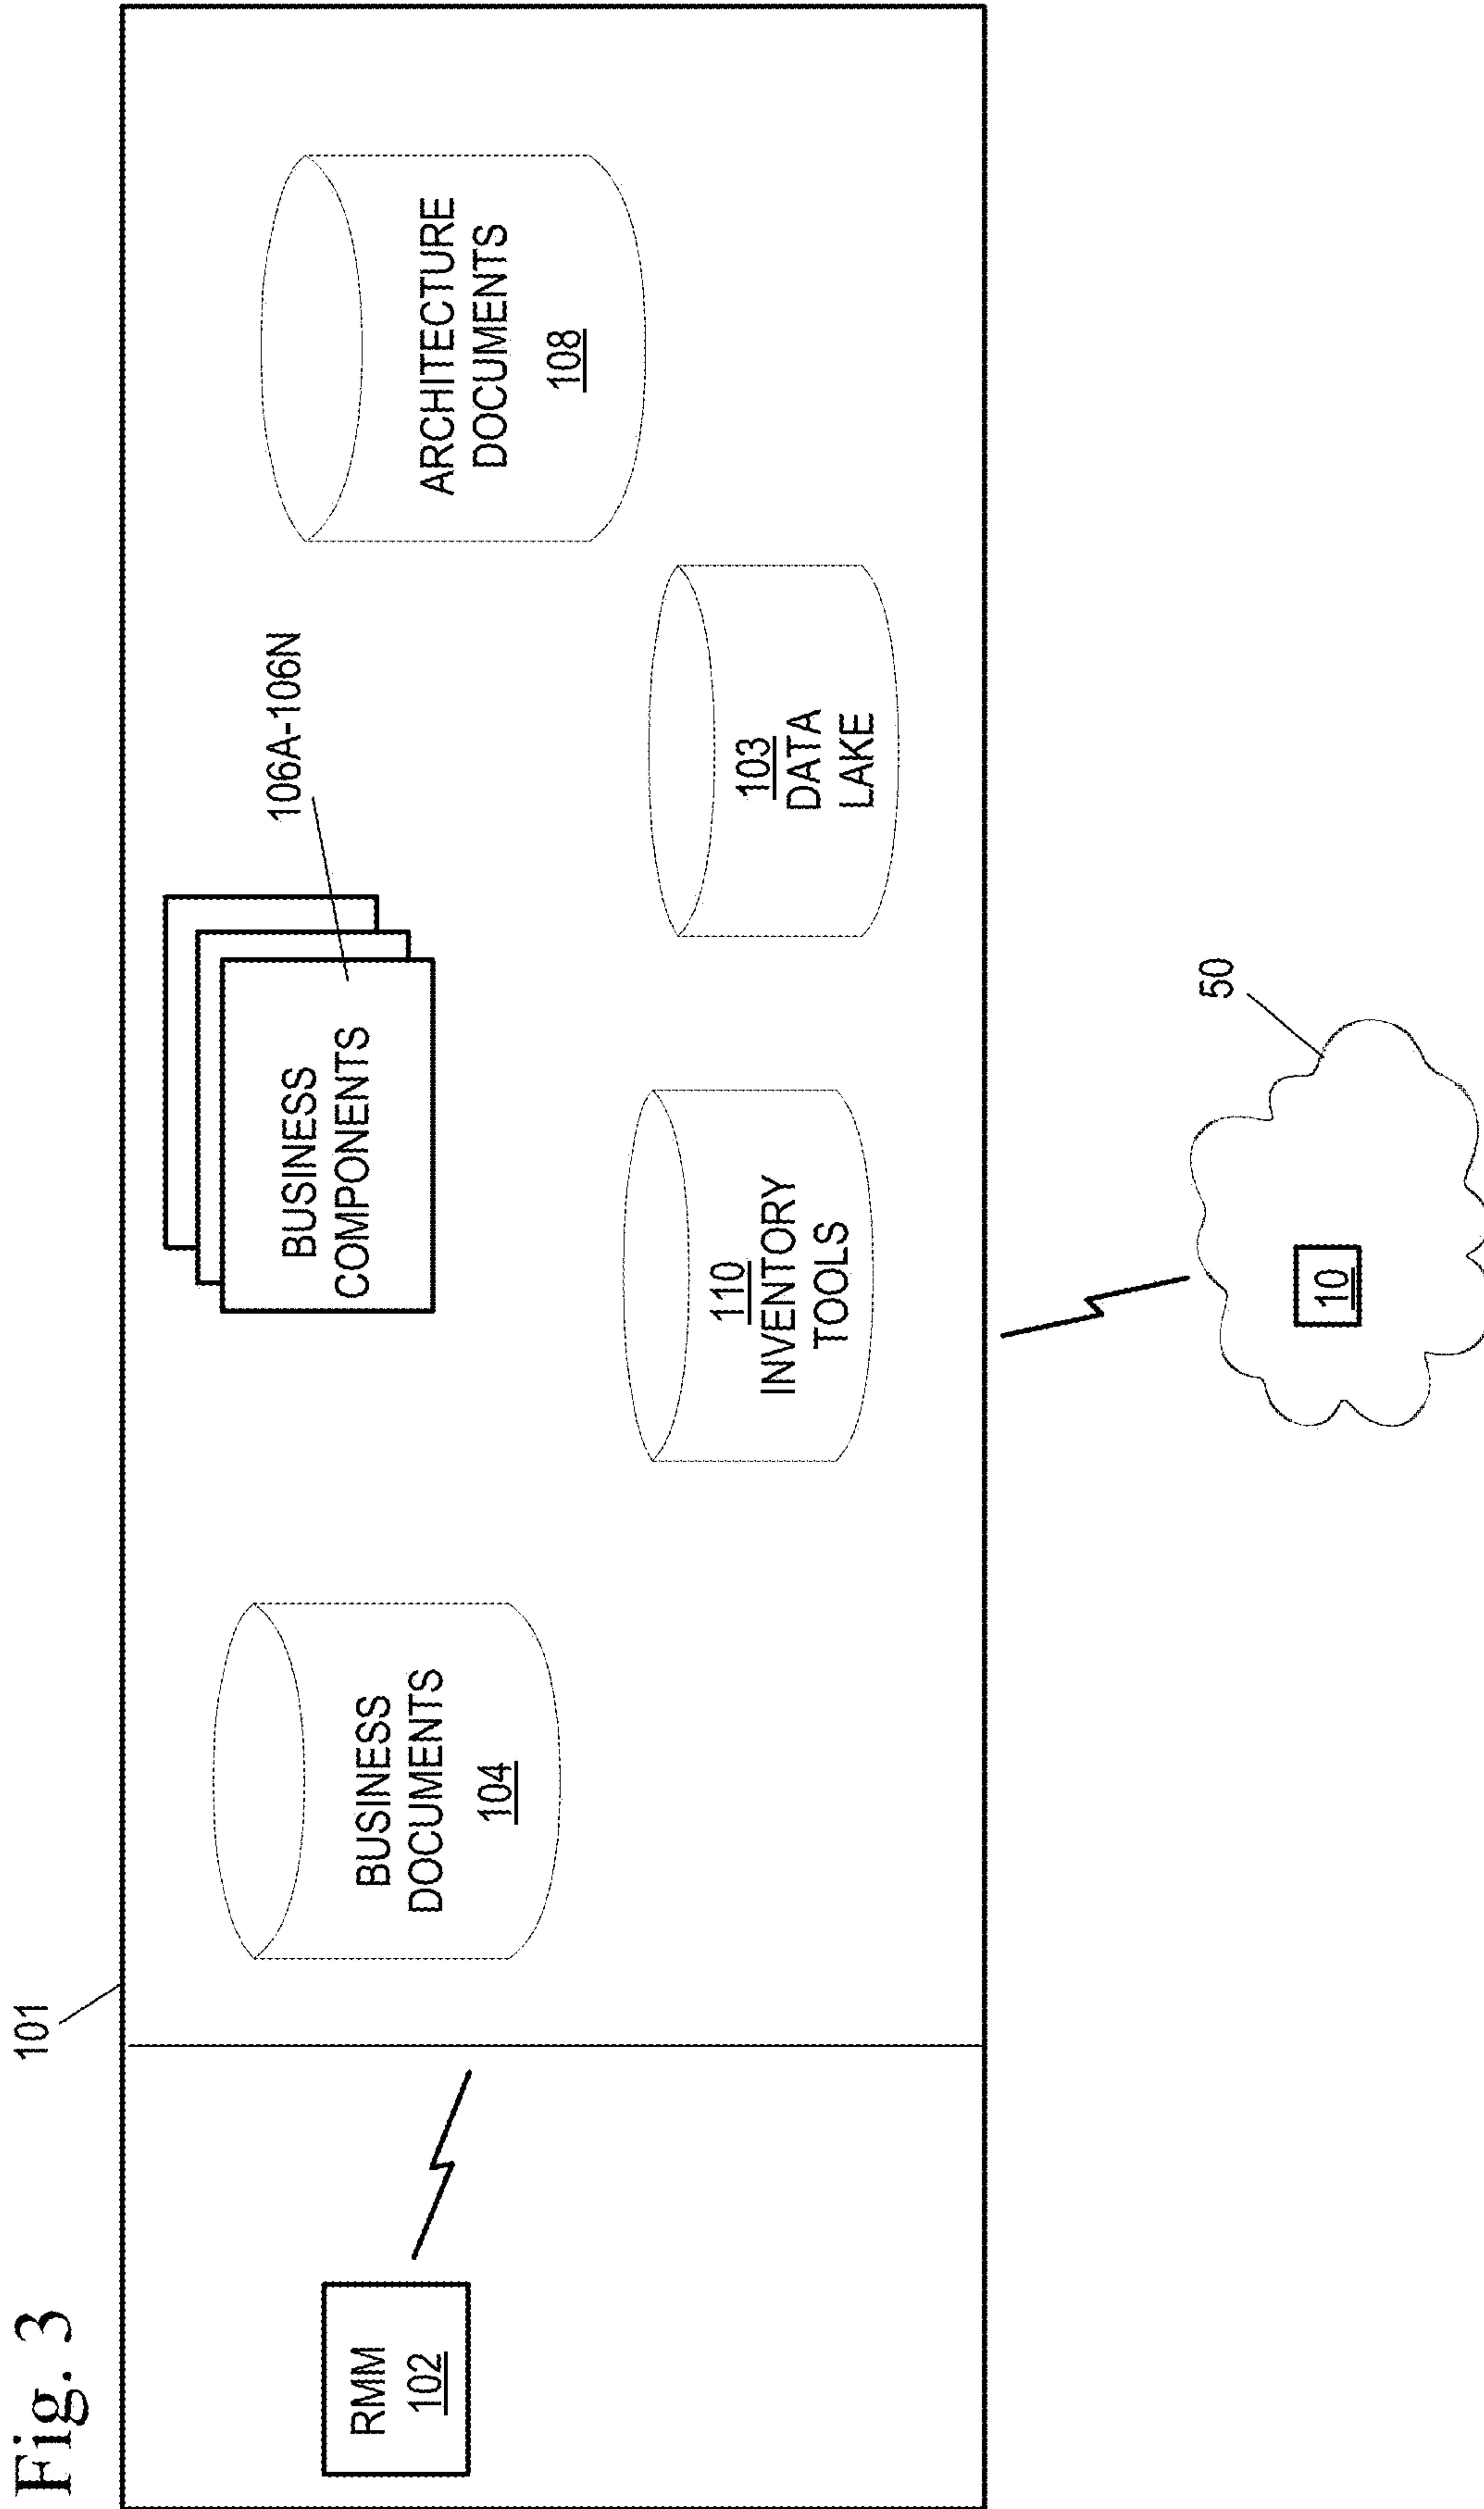 Fig. 3
101
RMM
102
BUSINESS
DOCUMENTS
104
BUSINESS
COMPONENTS
106A-106N
ARCHITECTURE
DOCUMENTS
108
110
INVENTORY
TOOLS
103
DATA
LAKE
50
10